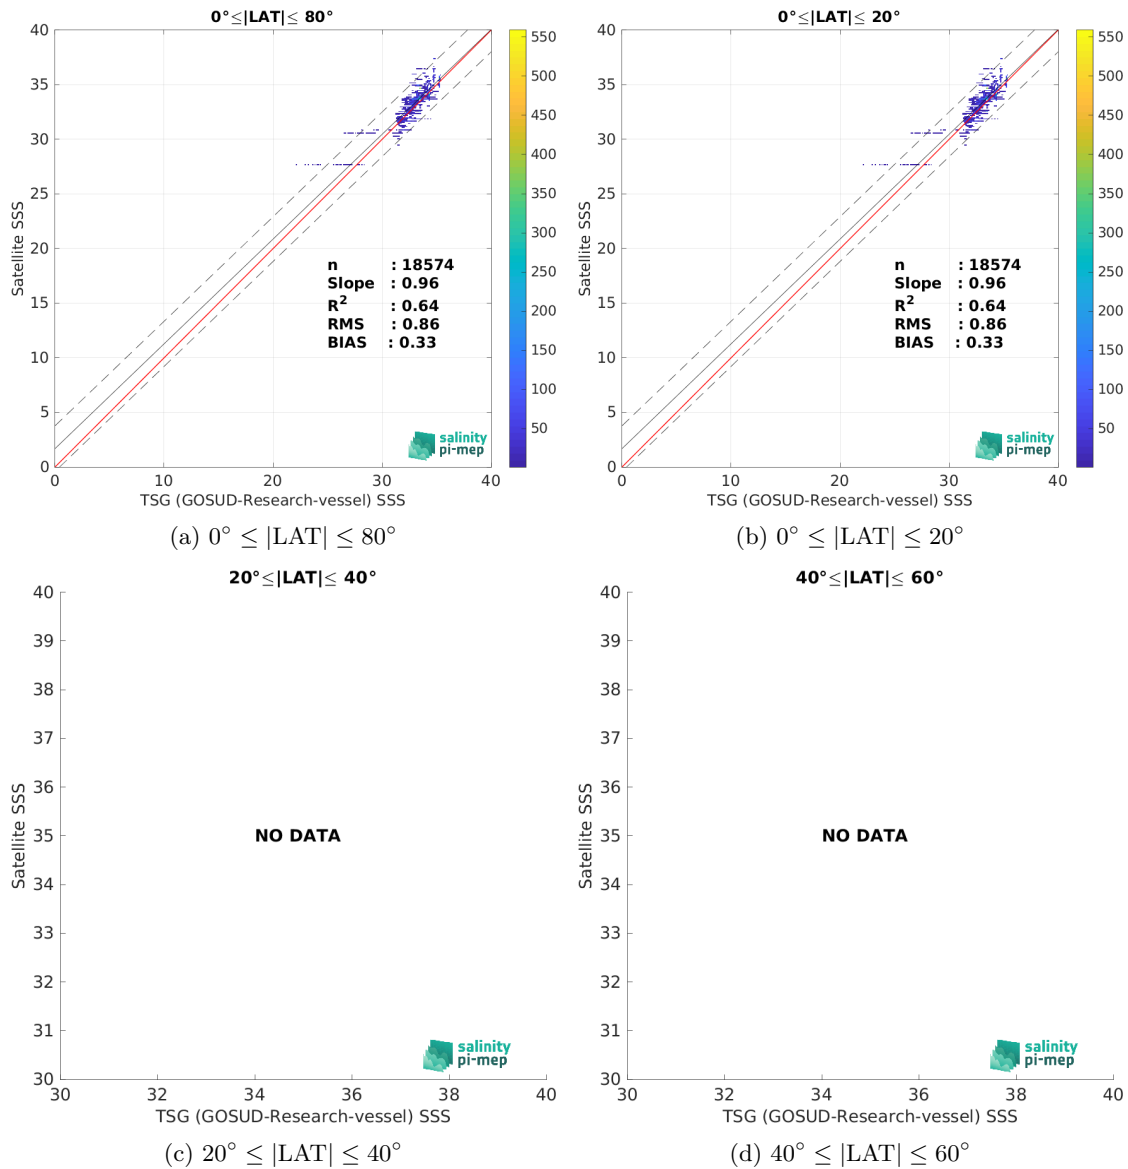 0°≤|LAT|≤ 80°
40
35
30
25
20
15
10
5
0
Satellite SSS
n : 18574
Slope : 0.96
R2 : 0.64
RMS : 0.86
BIAS : 0.33
salinity
pi-mep
0 10 20 30 40
TSG (GOSUD-Research-vessel) SSS
550
500
450
400
350
300
250
200
150
100
50
(a) 0° ≤ |LAT| ≤ 80°
0°≤|LAT|≤ 20°
40
35
30
25
20
15
10
5
0
Satellite SSS
n : 18574
Slope : 0.96
R2 : 0.64
RMS : 0.86
BIAS : 0.33
salinity
pi-mep
0 10 20 30 40
TSG (GOSUD-Research-vessel) SSS
550
500
450
400
350
300
250
200
150
100
50
(b) 0° ≤ |LAT| ≤ 20°
20°≤|LAT|≤ 40°
40
39
38
37
36
35
34
33
32
31
30
Satellite SSS
NO DATA
salinity
pi-mep
30 32 34 36 38 40
TSG (GOSUD-Research-vessel) SSS
(c) 20° ≤ |LAT| ≤ 40°
40°≤|LAT|≤ 60°
40
39
38
37
36
35
34
33
32
31
30
Satellite SSS
NO DATA
salinity
pi-mep
30 32 34 36 38 40
TSG (GOSUD-Research-vessel) SSS
(d) 40° ≤ |LAT| ≤ 60°